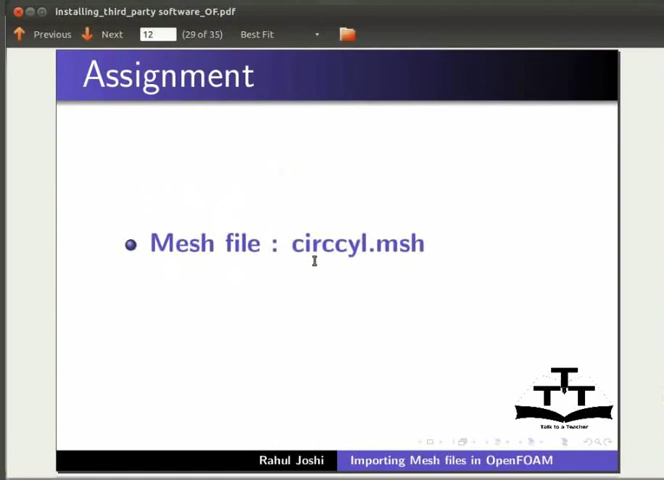 installing_third_party software_OF.pdf
Previous Next 12 (29 of 35) Best Fit
Assignment
Mesh file : circcyl.msh
T
T T
Talk to a Teacher
Rahul Joshi Importing Mesh files in OpenFOAM